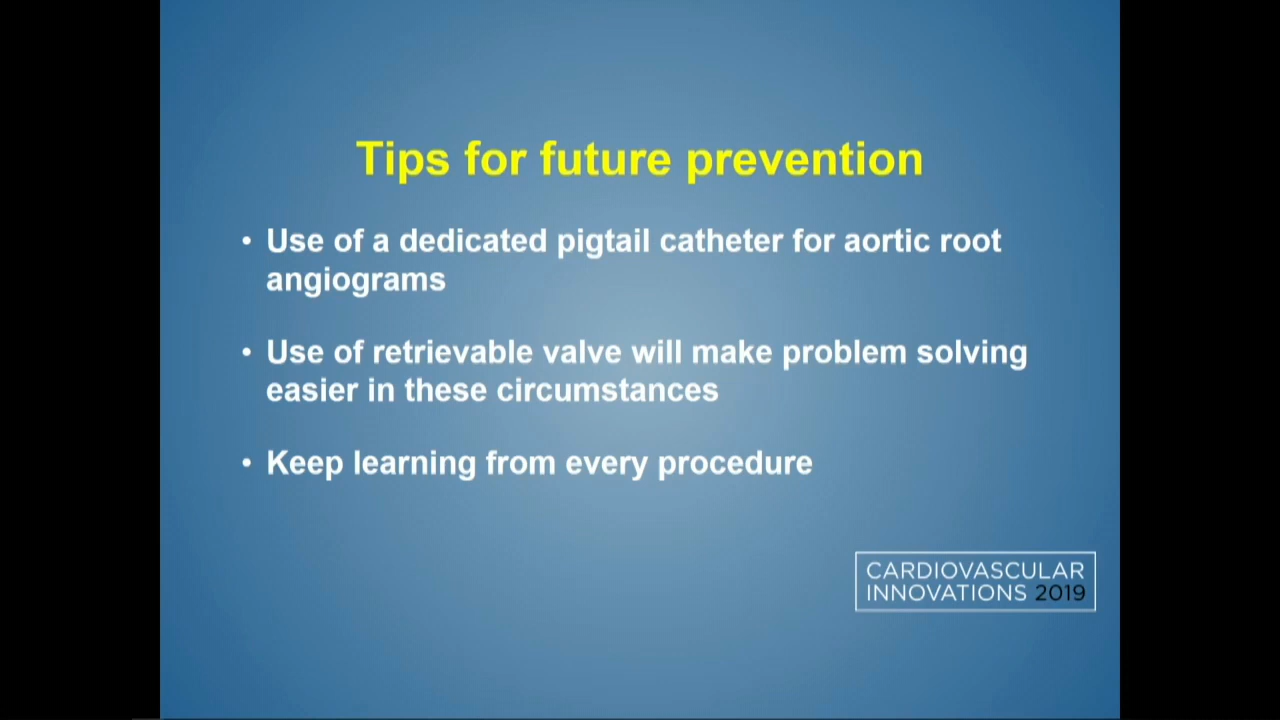 Tips for future prevention
• Use of a dedicated pigtail catheter for aortic root
angiograms
• Use of retrievable valve will make problem solving
easier in these circumstances
• Keep learning from every procedure
CARDIOVASCULAR
INNOVATIONS 2019